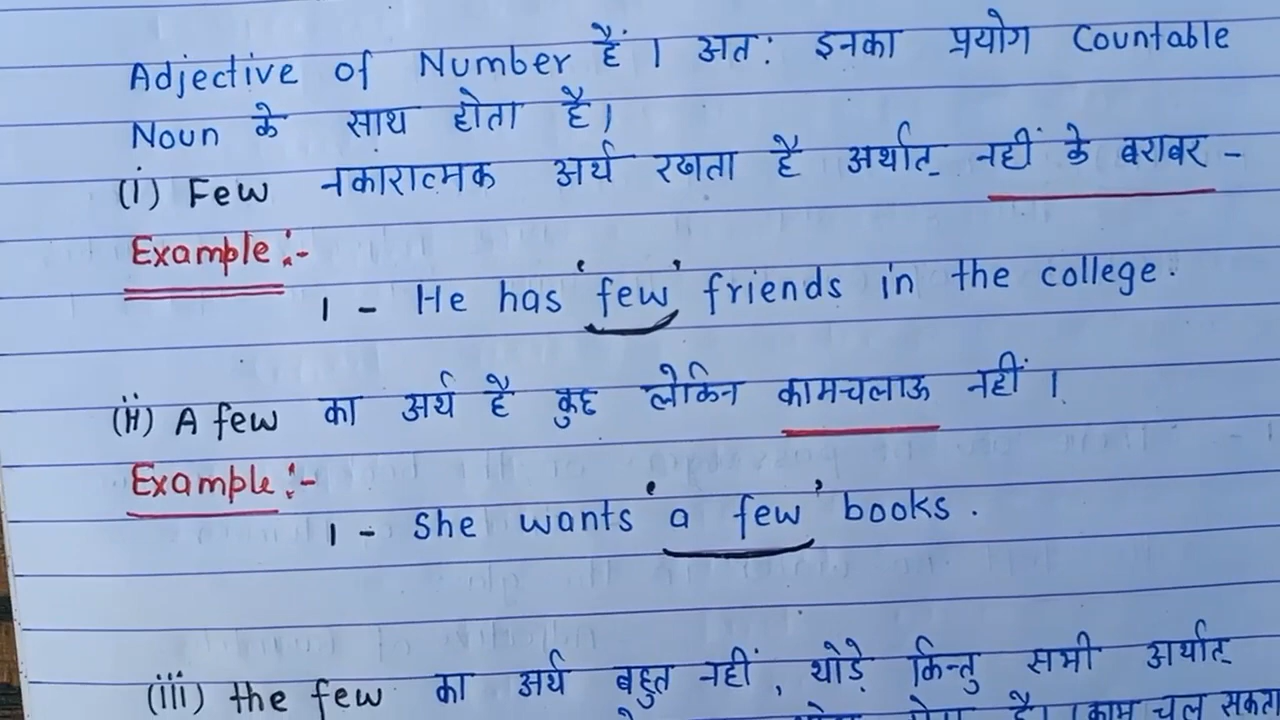 Adjective of Number हैं । अतः इनका प्रयोग Countable
Noun के साथ होता है।
(i) Few नकारात्मक अर्थ रखता है अर्थात् नहीं के बराबर -
Example :-
1 - He has 'few' friends in the college.
(ii) A few का अर्थ है कुछ लेकिन कामचलाऊ नहीं ।
Example :-
1 - She wants 'a few' books.
(iii) the few का अर्थ बहुत नहीं, थोड़े किन्तु सभी अर्थात्
होता है। काम चल सकता